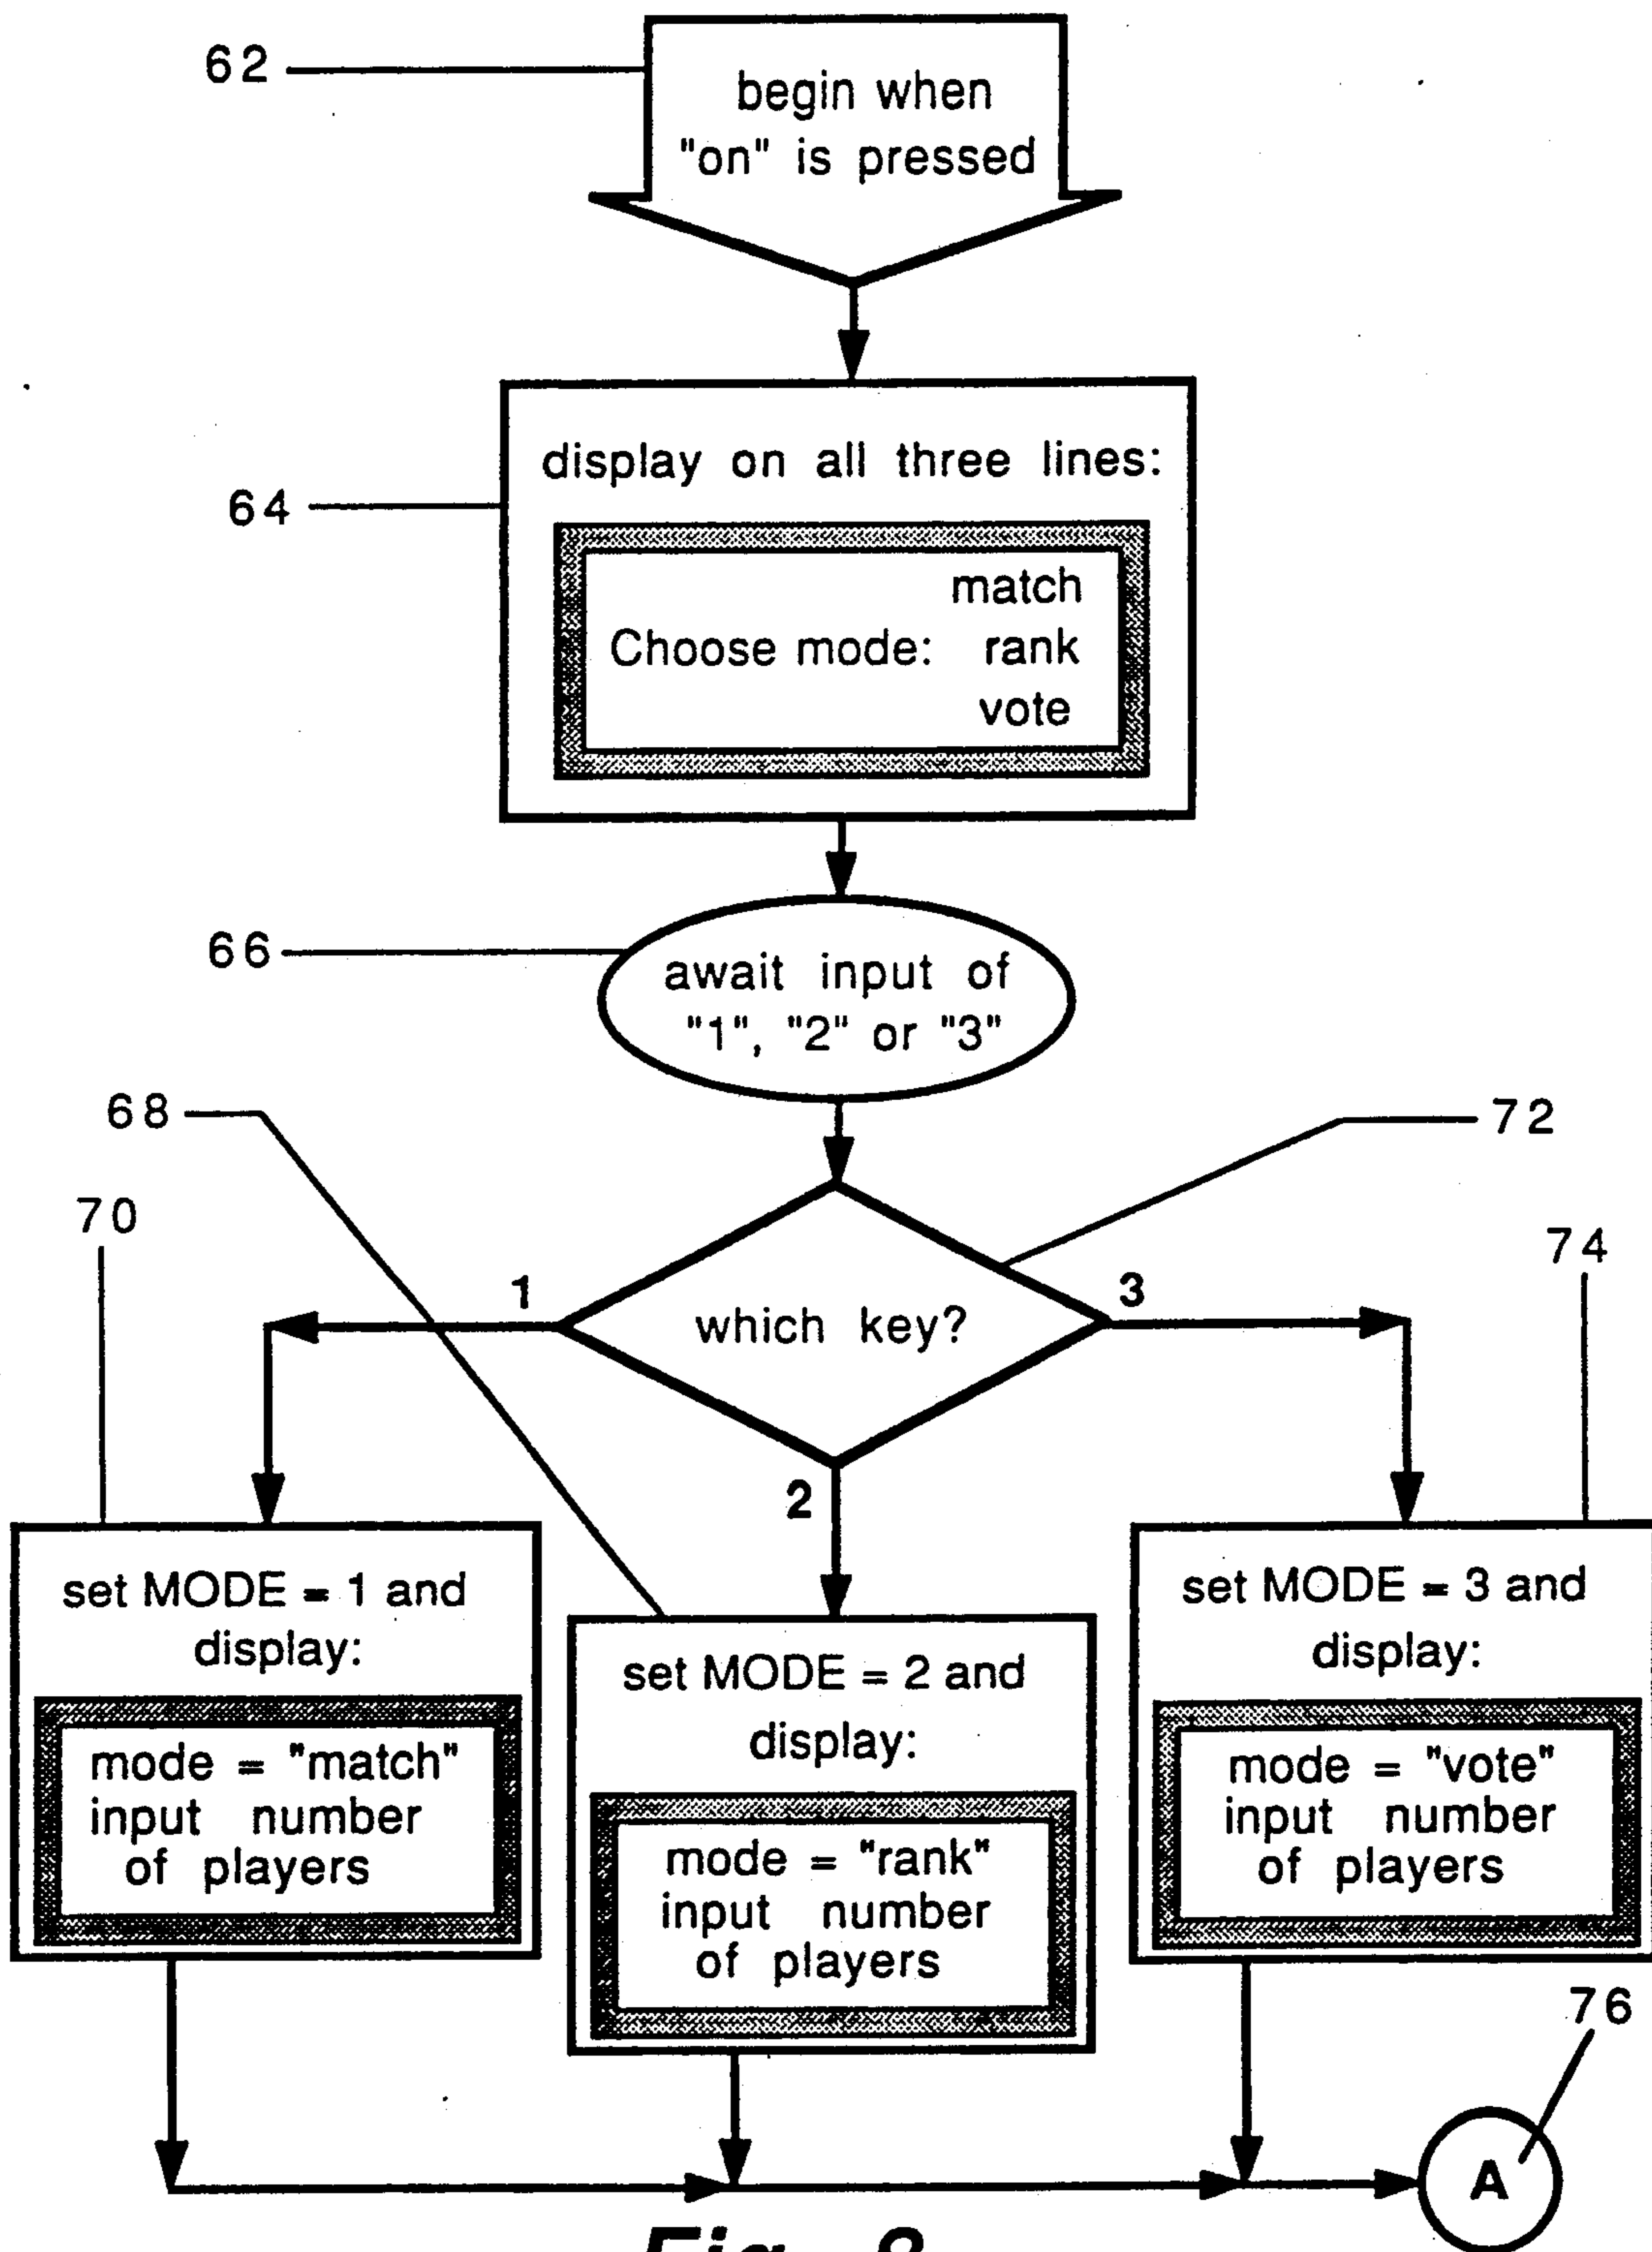 62
begin when
"on" is pressed
display on all three lines:
64
match
Choose mode: rank
vote
66
await input of
"1", "2" or "3"
68
72
70
74
1
which key?
3
2
set MODE = 1 and
display:
mode = "match"
input number
of players
set MODE = 2 and
display:
mode = "rank"
input number
of players
set MODE = 3 and
display:
mode = "vote"
input number
of players
76
A
Fig.